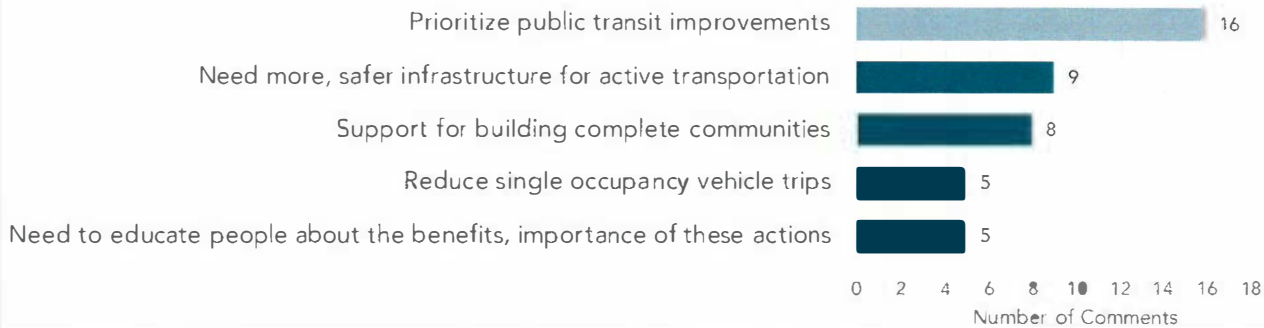 Prioritize public transit improvements 16
Need more, safer infrastructure for active transportation 9
Support for building complete communities 8
Reduce single occupancy vehicle trips 5
Need to educate people about the benefits, importance of these actions 5
0 2 4 6 8 10 12 14 16 18
Number of Comments